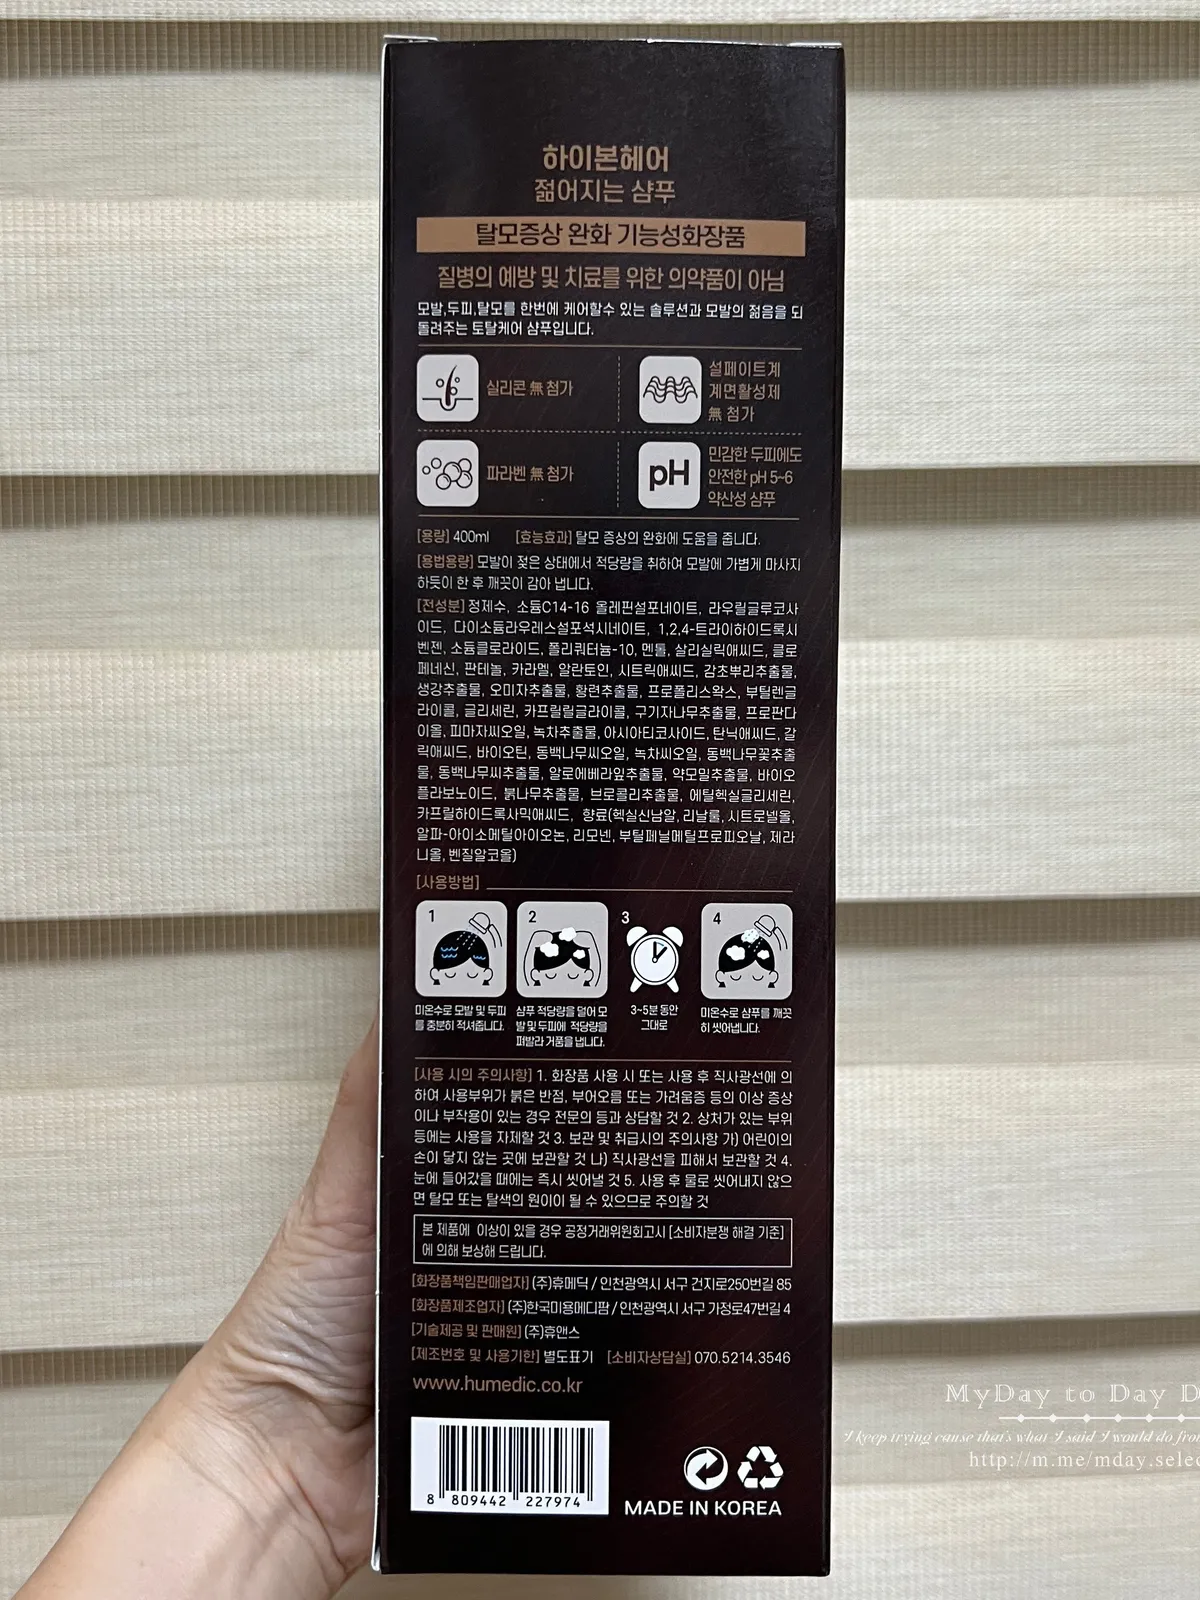 하이본헤어
젊어지는 샴푸
탈모증상 완화 기능성화장품
질병의 예방 및 치료를 위한 의약품이 아님
모발,두피,탈모를 한번에 케어할수 있는 솔루션과 모발의 젊음을 되
돌려주는 토탈케어 샴푸입니다.
실리콘 無 첨가
설페이트계
계면활성제
無 첨가
파라벤 無 첨가
pH
민감한 두피에도
안전한 pH 5~6
약산성 샴푸
[용량] 400ml [효능효과] 탈모 증상의 완화에 도움을 줍니다.
[용법용량] 모발이 젖은 상태에서 적당량을 취하여 모발에 가볍게 마사지
하듯이 한 후 깨끗이 감아 냅니다.
[전성분] 정제수, 소듐C14-16 올레핀설포네이트, 라우릴글루코사
이드, 다이소듐라우레스설포석시네이트, 1,2,4-트라이하이드록시
벤젠, 소듐클로라이드, 폴리쿼터늄-10, 멘톨, 살리실릭애씨드, 클로
페네신, 판테놀, 카라멜, 알란토인, 시트릭애씨드, 감초뿌리추출물,
생강추출물, 오미자추출물, 황련추출물, 프로폴리스왁스, 부틸렌글
라이콜, 글리세린, 카프릴릴글라이콜, 구기자나무추출물, 프로판다
이올, 피마자씨오일, 녹차추출물, 아시아티코사이드, 탄닉애씨드, 갈
릭애씨드, 바이오틴, 동백나무씨오일, 녹차씨오일, 동백나무꽃추출
물, 동백나무씨추출물, 알로에베라잎추출물, 약모밀추출물, 바이오
플라보노이드, 붉나무추출물, 브로콜리추출물, 에틸헥실글리세린,
카프릴하이드록사믹애씨드, 향료(헥실신남알, 리날룰, 시트로넬올,
알파-아이소메틸아이오논, 리모넨, 부틸페닐메틸프로피오날, 제라
니올, 벤질알코올)
[사용방법]
1 2 3 4
미온수로 모발 및 두피
를 충분히 적셔줍니다.
샴푸 적당량을 덜어 모
발 및 두피에 적당량을
펴발라 거품을 냅니다.
3~5분 동안
그대로
미온수로 샴푸를 깨끗
히 씻어냅니다.
[사용 시의 주의사항] 1. 화장품 사용 시 또는 사용 후 직사광선에 의
하여 사용부위가 붉은 반점, 부어오름 또는 가려움증 등의 이상 증상
이나 부작용이 있는 경우 전문의 등과 상담할 것 2. 상처가 있는 부위
등에는 사용을 자제할 것 3. 보관 및 취급시의 주의사항 가) 어린이의
손이 닿지 않는 곳에 보관할 것 나) 직사광선을 피해서 보관할 것 4.
눈에 들어갔을 때에는 즉시 씻어낼 것 5. 사용 후 물로 씻어내지 않으
면 탈모 또는 탈색의 원이이 될 수 있으므로 주의할 것
본 제품에 이상이 있을 경우 공정거래위원회고시 [소비자분쟁 해결 기준]
에 의해 보상해 드립니다.
[화장품책임판매업자] (주)휴메딕 / 인천광역시 서구 건지로250번길 85
[화장품제조업자] (주)한국미용메디팜 / 인천광역시 서구 가정로47번길 4
[기술제공 및 판매원] (주)휴앤스
[제조번호 및 사용기한] 별도표기 [소비자상담실] 070.5214.3546
www.humedic.co.kr
8 809442 227974
MADE IN KOREA
MyDay to Day D
I keep trying cause that's what I said I would do from
http://m.me/mday.selec